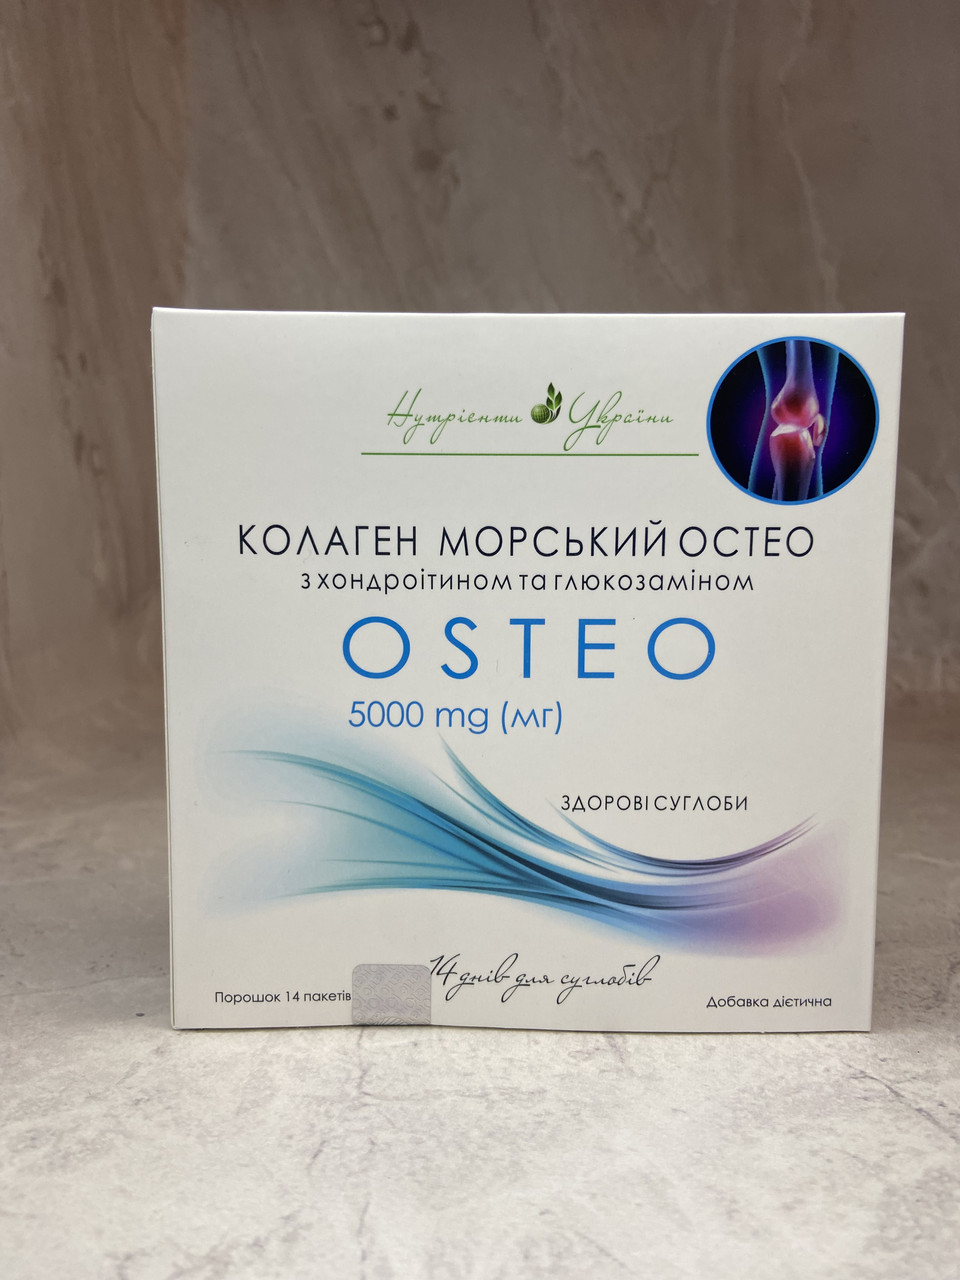 Нутрієнти України
КОЛАГЕН МОРСЬКИЙ ОСТЕО
з хондроітином та глюкозаміном
OSTEO
5000 mg (мг)
ЗДОРОВІ СУГЛОБИ
14 днів для суглобів
Порошок 14 пакетів
Добавка дієтична